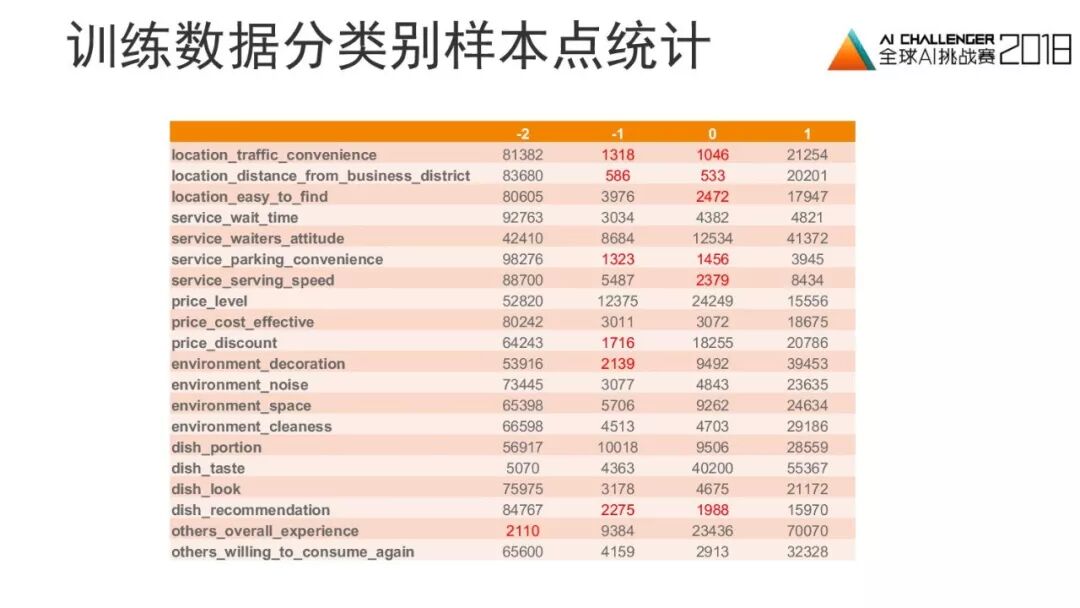 训练数据分类别样本点统计
AI CHALLENGER
全球AI挑战赛 2018
-2 -1 0 1
location_traffic_convenience 81382 1318 1046 21254
location_distance_from_business_district 83680 586 533 20201
location_easy_to_find 80605 3976 2472 17947
service_wait_time 92763 3034 4382 4821
service_waiters_attitude 42410 8684 12534 41372
service_parking_convenience 98276 1323 1456 3945
service_serving_speed 88700 5487 2379 8434
price_level 52820 12375 24249 15556
price_cost_effective 80242 3011 3072 18675
price_discount 64243 1716 18255 20786
environment_decoration 53916 2139 9492 39453
environment_noise 73445 3077 4843 23635
environment_space 65398 5706 9262 24634
environment_cleaness 66598 4513 4703 29186
dish_portion 56917 10018 9506 28559
dish_taste 5070 4363 40200 55367
dish_look 75975 3178 4675 21172
dish_recommendation 84767 2275 1988 15970
others_overall_experience 2110 9384 23436 70070
others_willing_to_consume_again 65600 4159 2913 32328